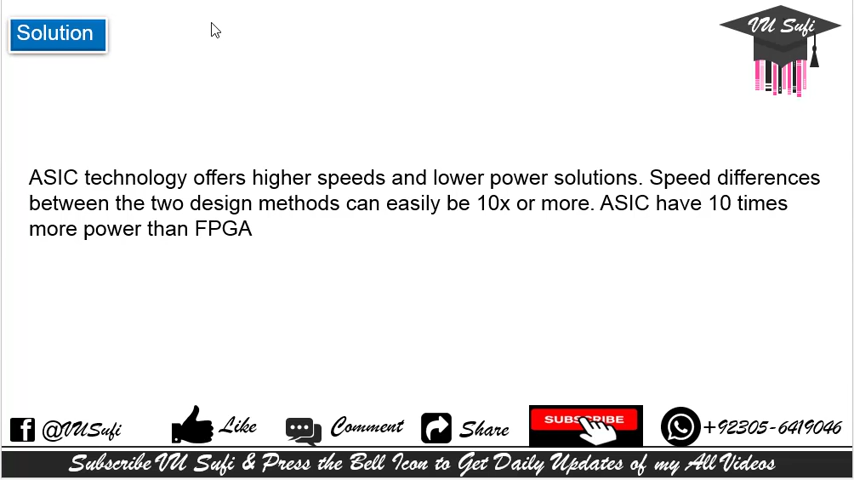 Solution
VU Sufi
ASIC technology offers higher speeds and lower power solutions. Speed differences
between the two design methods can easily be 10x or more. ASIC have 10 times
more power than FPGA
@VUSufi Like Comment Share SUBSCRIBE +92305-6419046
Subscribe VU Sufi & Press the Bell Icon to Get Daily Updates of my All Videos